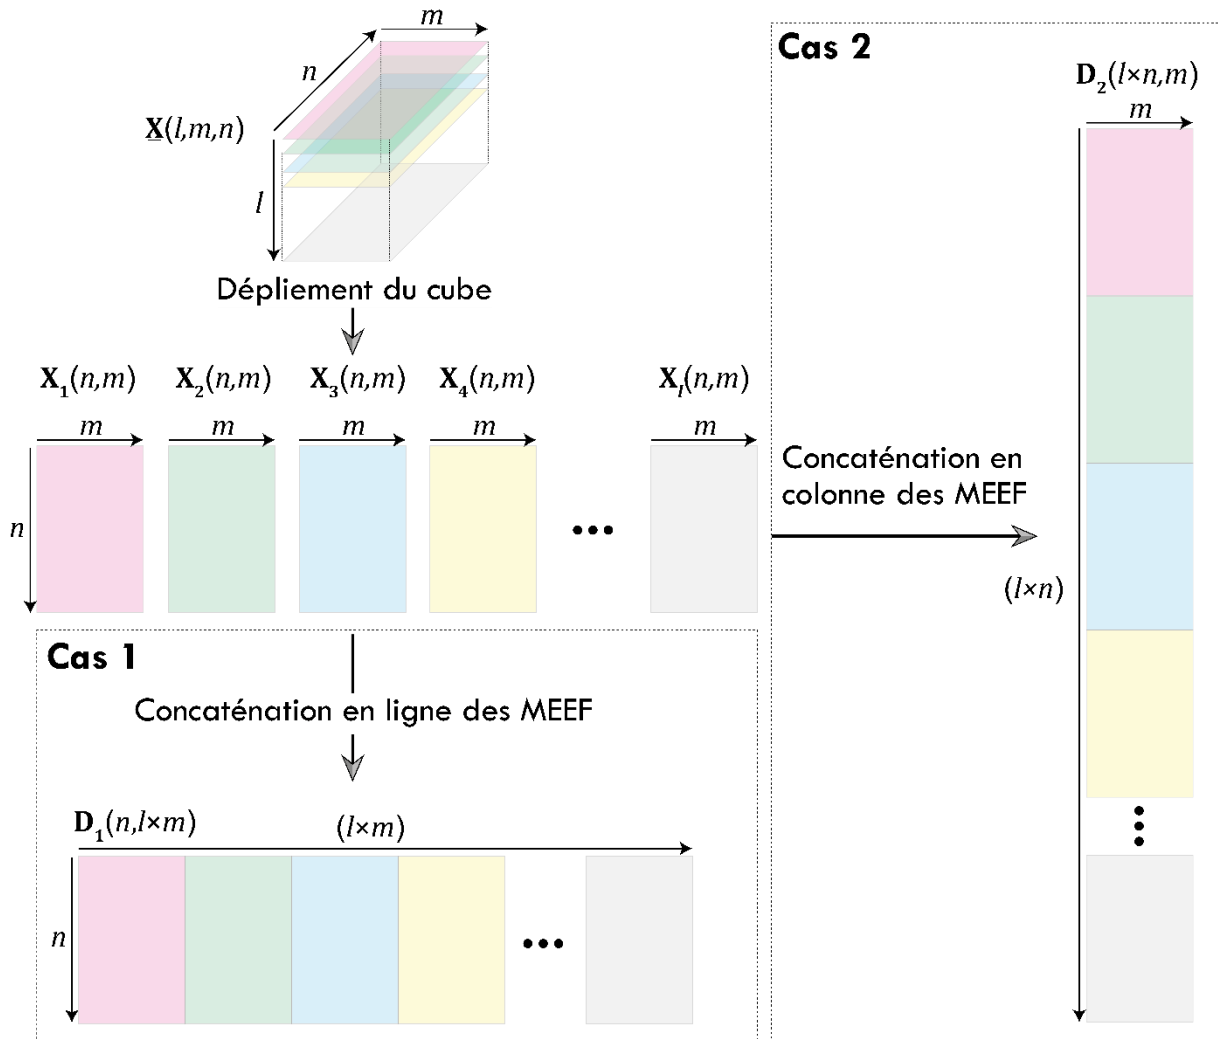 m
n
X(l,m,n)
l
Dépliement du cube
X₁(n,m) X₂(n,m) X₃(n,m) X₄(n,m) Xₗ(n,m)
m m m m m
n
•••
Cas 1
Concaténation en ligne des MEEF
D₁(n,l×m) (l×m)
n
•••
Cas 2
D₂(l×n,m)
m
Concaténation en
colonne des MEEF
(l×n)